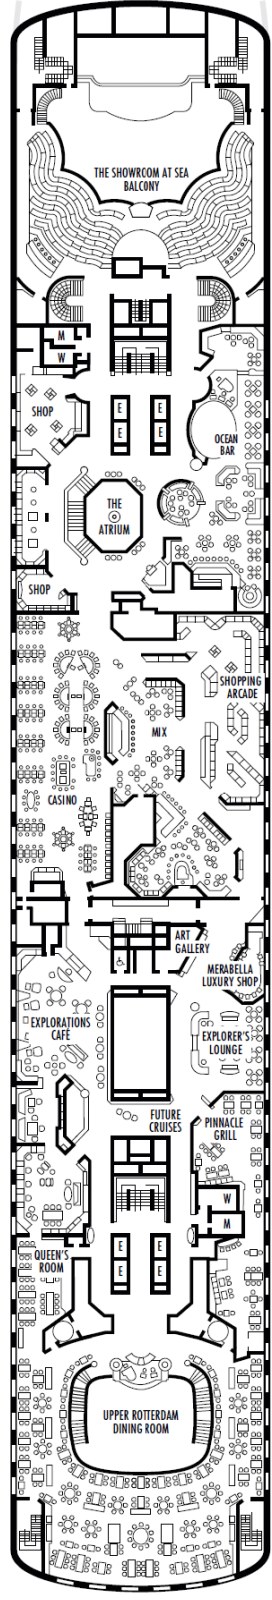 THE SHOWROOM AT SEA
BALCONY
M
W
SHOP
E
E
E
E
OCEAN
BAR
THE
ATRIUM
SHOP
SHOPPING
ARCADE
MIX
CASINO
ART
GALLERY
MERABELLA
LUXURY SHOP
EXPLORATIONS
CAFÉ
EXPLORER'S
LOUNGE
FUTURE
CRUISES
PINNACLE
GRILL
W
M
E
E
E
E
QUEEN'S
ROOM
UPPER ROTTERDAM
DINING ROOM